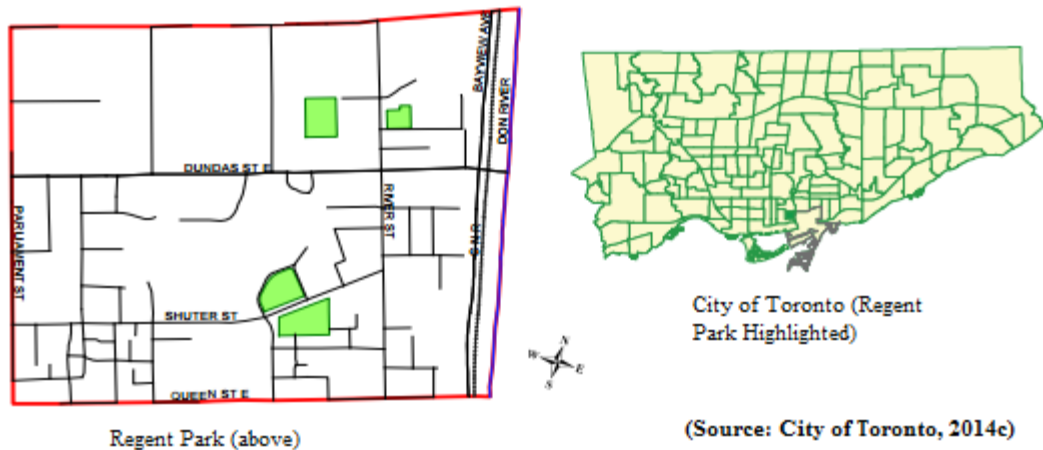 BAYVIEW AVE
DON RIVER
DUNDAS ST E
RIVER ST
PARLIAMENT ST
C N R
SHUTER ST
QUEEN ST E
N
W
E
S
Regent Park (above)
City of Toronto (Regent
Park Highlighted)
(Source: City of Toronto, 2014c)